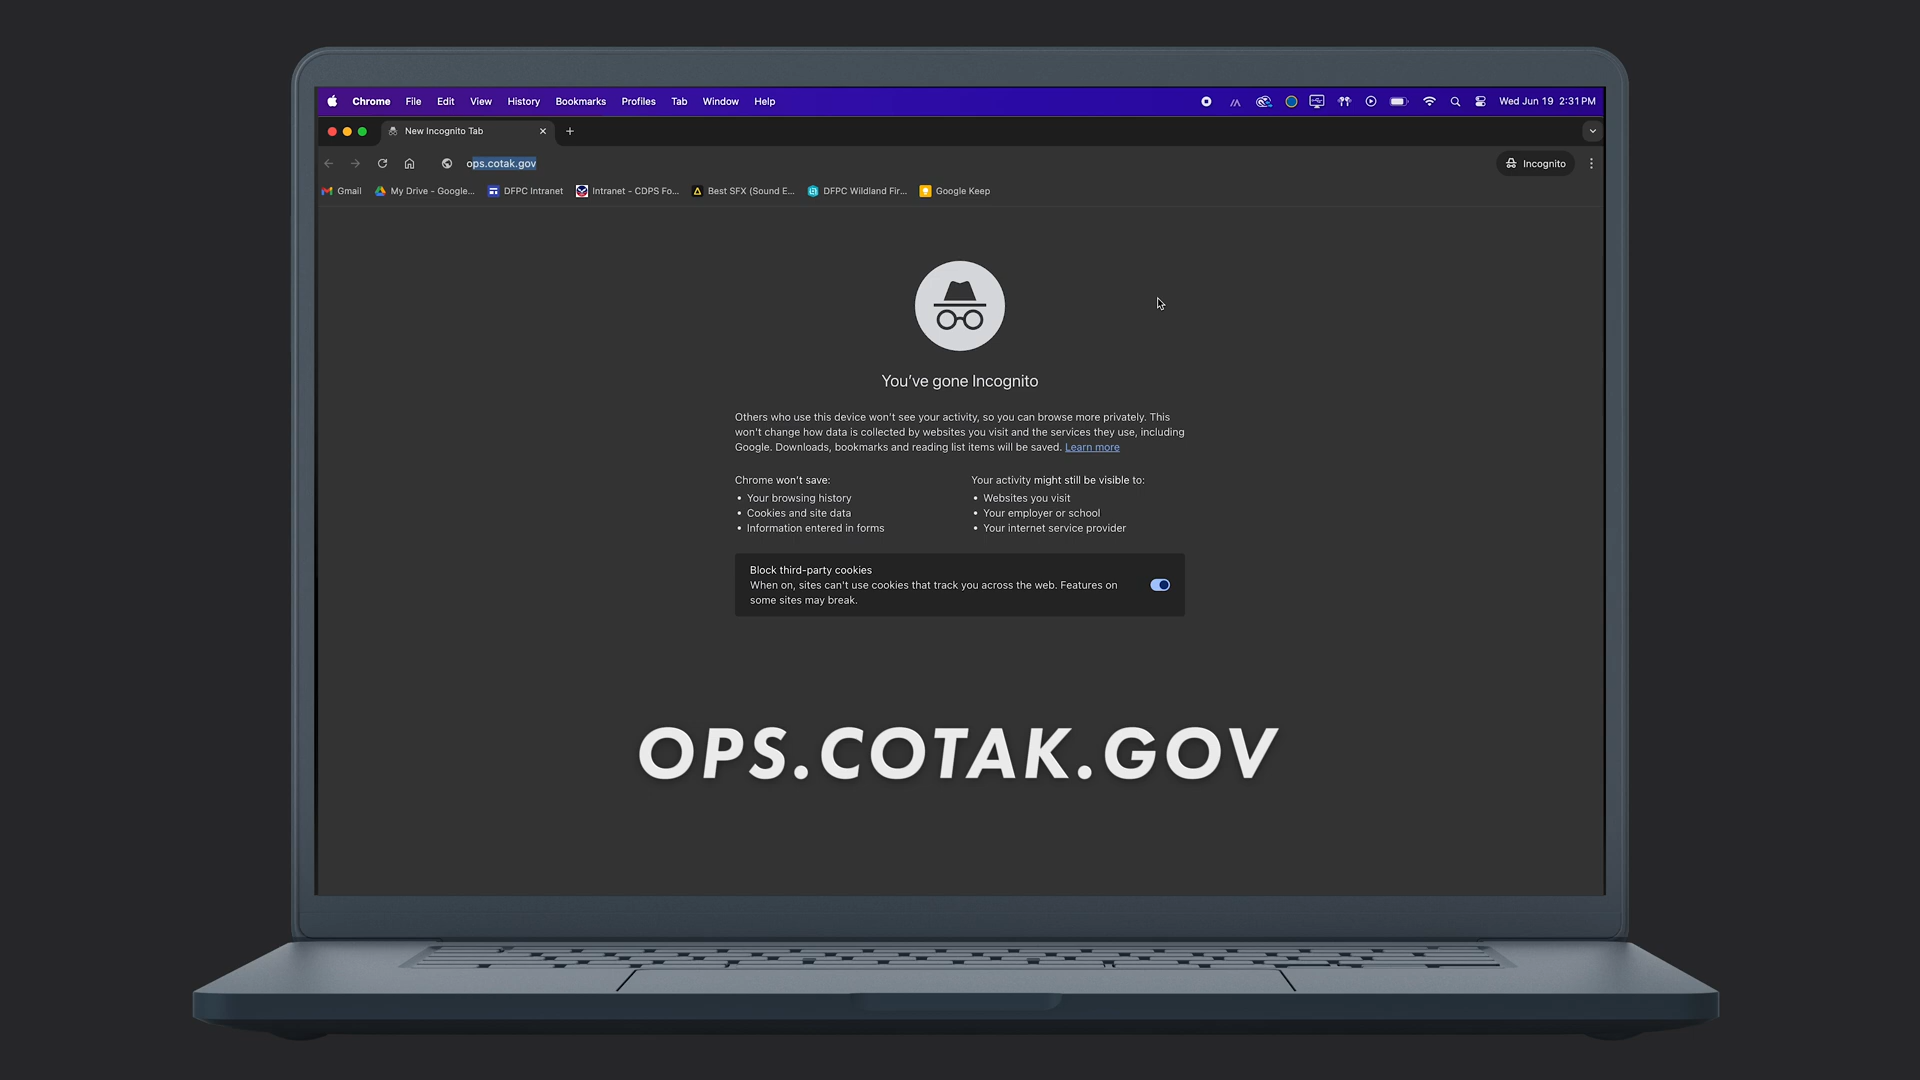 Chrome File Edit View History Bookmarks Profiles Tab Window Help Wed Jun 19 2:31 PM
New Incognito Tab
ops.cotak.gov Incognito
Gmail My Drive - Google... DFPC Intranet Intranet - CDPS Fo... Best SFX (Sound E... DFPC Wildland Fir... Google Keep
You've gone Incognito
Others who use this device won't see your activity, so you can browse more privately. This
won't change how data is collected by websites you visit and the services they use, including
Google. Downloads, bookmarks and reading list items will be saved. Learn more
Chrome won't save:
• Your browsing history
• Cookies and site data
• Information entered in forms
Your activity might still be visible to:
• Websites you visit
• Your employer or school
• Your internet service provider
Block third-party cookies
When on, sites can't use cookies that track you across the web. Features on
some sites may break.
OPS.COTAK.GOV